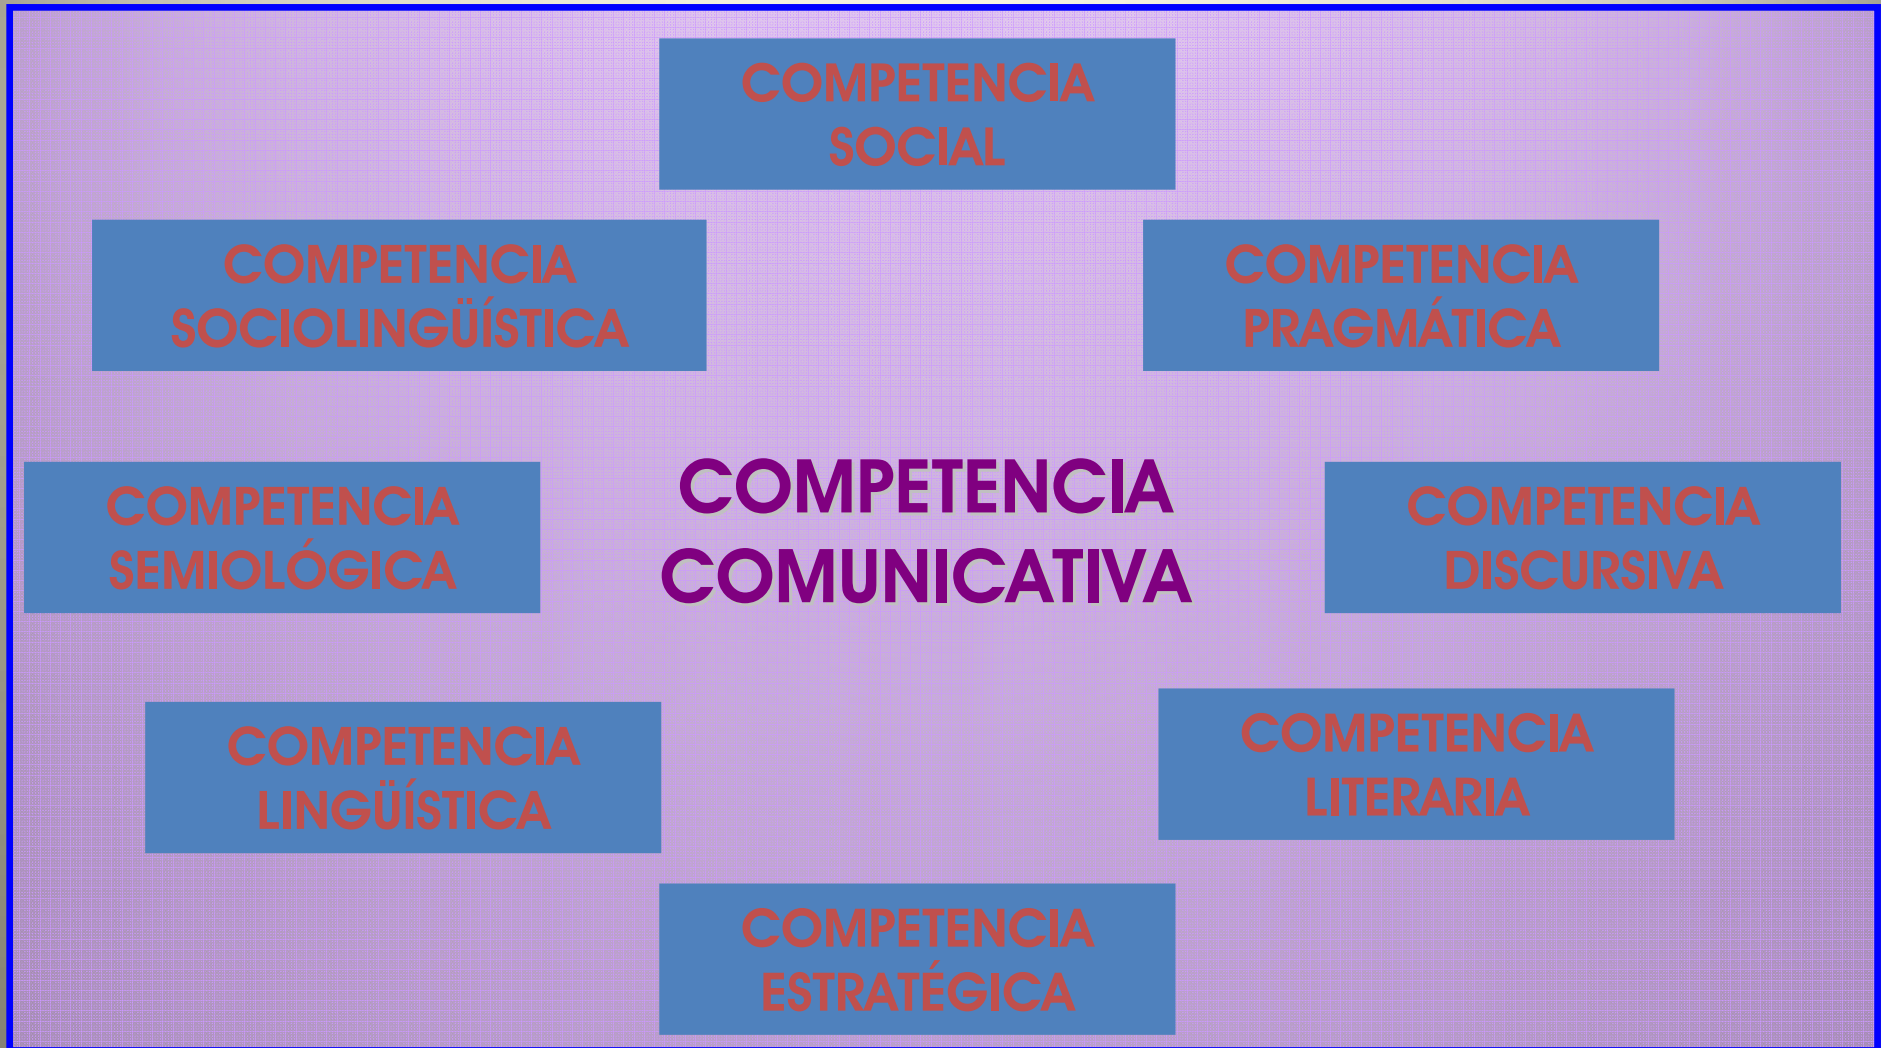 COMPETENCIA
SOCIAL
COMPETENCIA
SOCIOLINGÜÍSTICA
COMPETENCIA
PRAGMÁTICA
COMPETENCIA
SEMIOLÓGICA
COMPETENCIA
COMUNICATIVA
COMPETENCIA
DISCURSIVA
COMPETENCIA
LINGÜÍSTICA
COMPETENCIA
LITERARIA
COMPETENCIA
ESTRATÉGICA